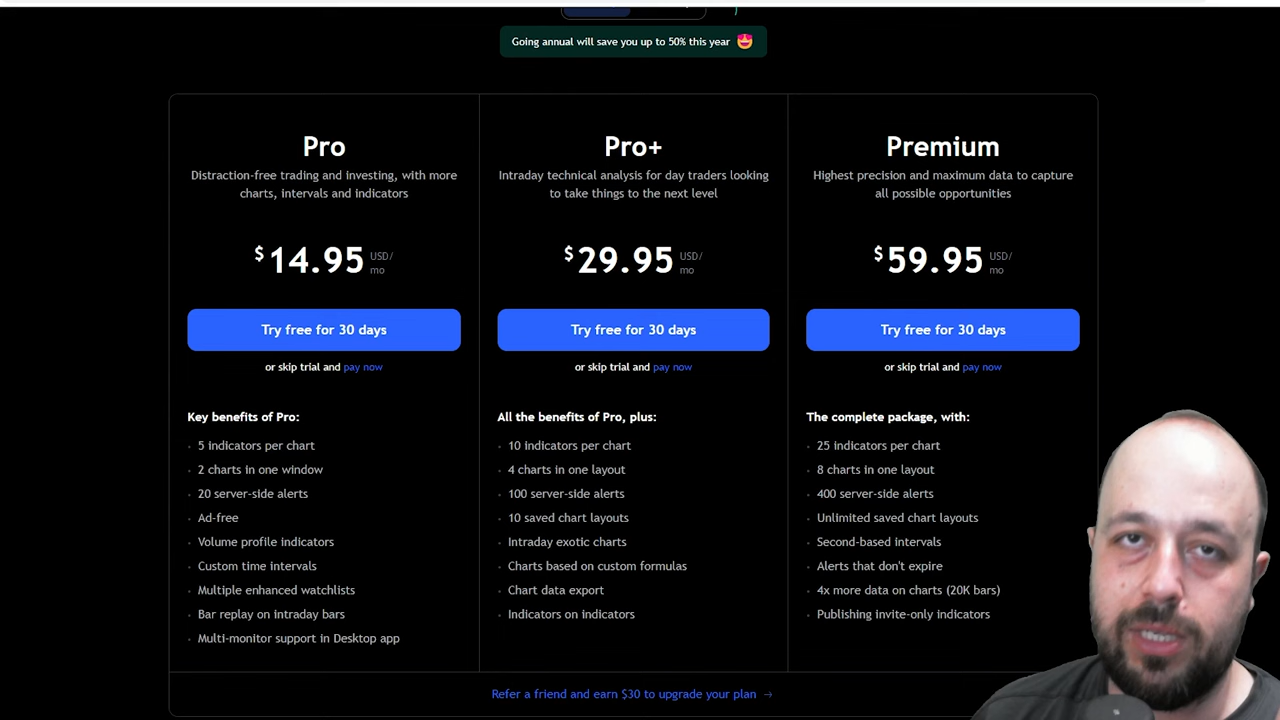 Going annual will save you up to 50% this year
Pro
Distraction-free trading and investing, with more
charts, intervals and indicators
$14.95 USD/
mo
Try free for 30 days
or skip trial and pay now
Key benefits of Pro:
5 indicators per chart
2 charts in one window
20 server-side alerts
Ad-free
Volume profile indicators
Custom time intervals
Multiple enhanced watchlists
Bar replay on intraday bars
Multi-monitor support in Desktop app
Pro+
Intraday technical analysis for day traders looking
to take things to the next level
$29.95 USD/
mo
Try free for 30 days
or skip trial and pay now
All the benefits of Pro, plus:
10 indicators per chart
4 charts in one layout
100 server-side alerts
10 saved chart layouts
Intraday exotic charts
Charts based on custom formulas
Chart data export
Indicators on indicators
Premium
Highest precision and maximum data to capture
all possible opportunities
$59.95 USD/
mo
Try free for 30 days
or skip trial and pay now
The complete package, with:
25 indicators per chart
8 charts in one layout
400 server-side alerts
Unlimited saved chart layouts
Second-based intervals
Alerts that don't expire
4x more data on charts (20K bars)
Publishing invite-only indicators
Refer a friend and earn $30 to upgrade your plan →